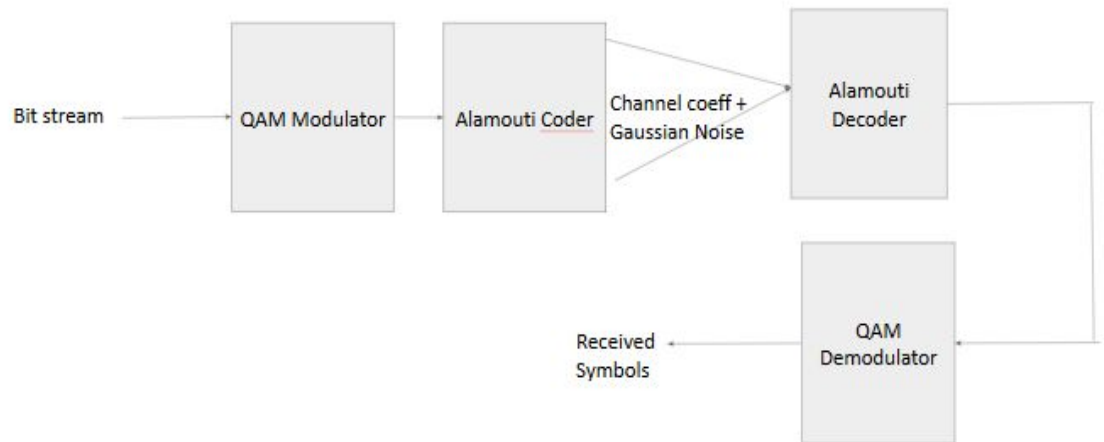 Bit stream
QAM Modulator
Alamouti Coder
Channel coeff +
Gaussian Noise
Alamouti
Decoder
QAM
Demodulator
Received
Symbols